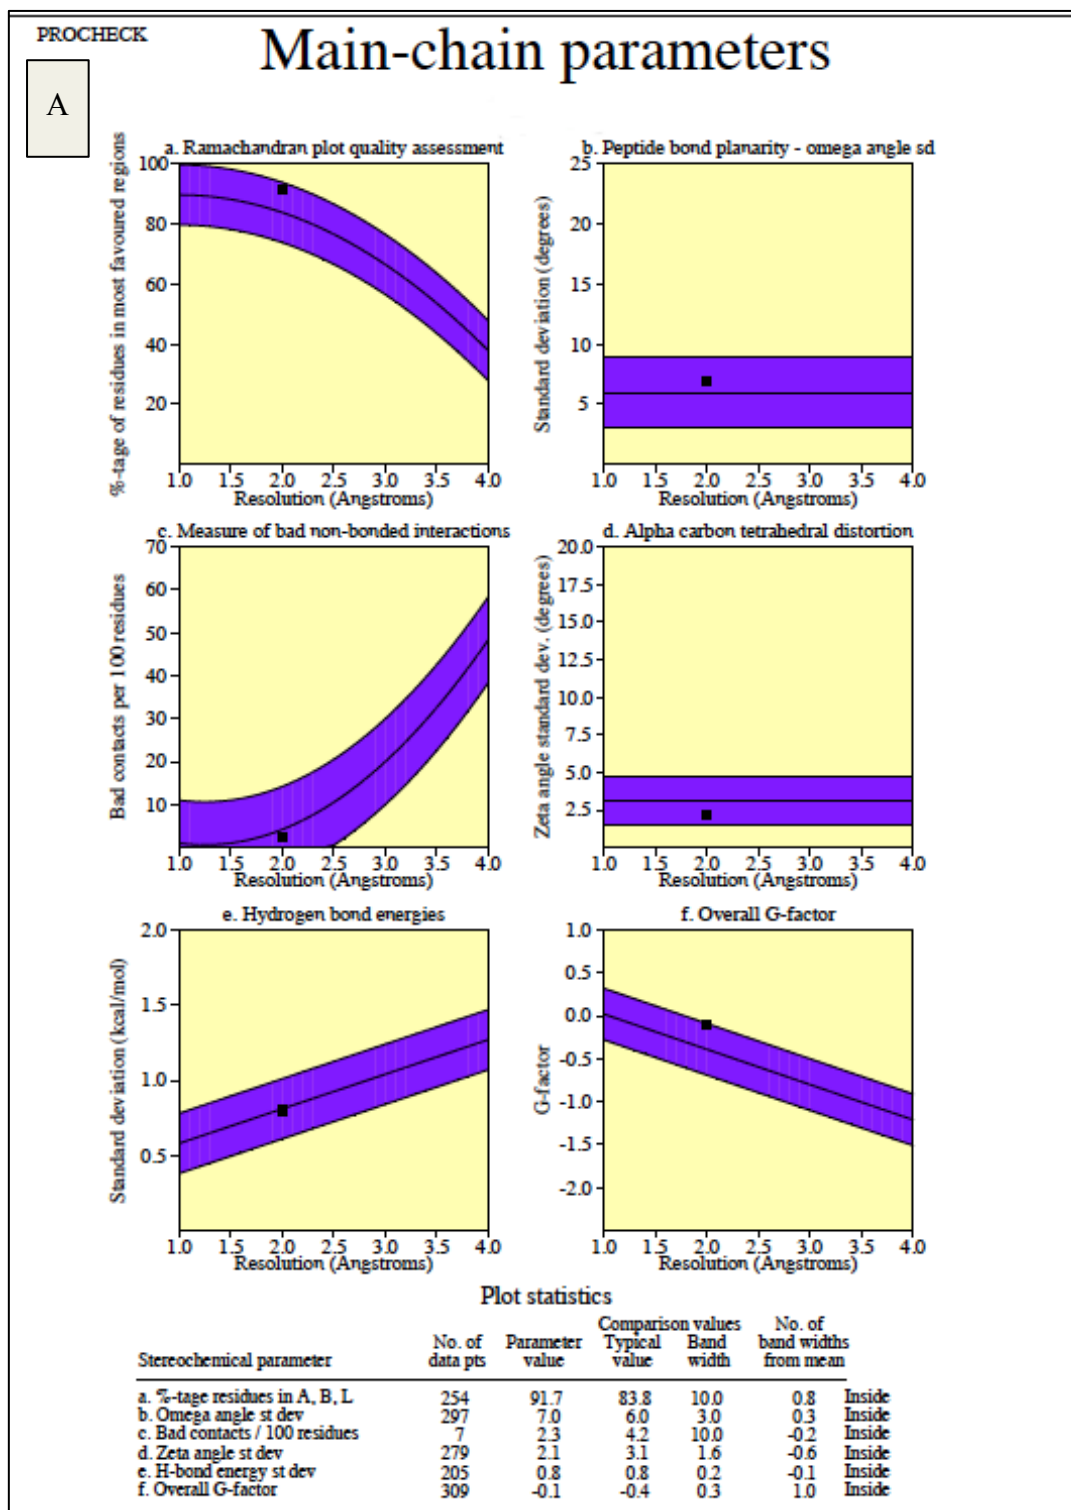 PROCHECK
Main-chain parameters
A
a. Ramachandran plot quality assessment
%-tage of residues in most favoured regions
100
80
60
40
20
1.0 1.5 2.0 2.5 3.0 3.5 4.0
Resolution (Angstroms)
b. Peptide bond planarity - omega angle sd
Standard deviation (degrees)
25
20
15
10
5
1.0 1.5 2.0 2.5 3.0 3.5 4.0
Resolution (Angstroms)
c. Measure of bad non-bonded interactions
Bad contacts per 100 residues
70
60
50
40
30
20
10
1.0 1.5 2.0 2.5 3.0 3.5 4.0
Resolution (Angstroms)
d. Alpha carbon tetrahedral distortion
Zeta angle standard dev. (degrees)
20.0
17.5
15.0
12.5
10.0
7.5
5.0
2.5
1.0 1.5 2.0 2.5 3.0 3.5 4.0
Resolution (Angstroms)
e. Hydrogen bond energies
Standard deviation (kcal/mol)
2.0
1.5
1.0
0.5
1.0 1.5 2.0 2.5 3.0 3.5 4.0
Resolution (Angstroms)
f. Overall G-factor
G-factor
1.0
0.5
0.0
-0.5
-1.0
-1.5
-2.0
1.0 1.5 2.0 2.5 3.0 3.5 4.0
Resolution (Angstroms)
Plot statistics
Comparison values No. of
No. of Parameter Typical Band band widths
Stereochemical parameter data pts value value width from mean
a. %-tage residues in A, B, L 254 91.7 83.8 10.0 0.8 Inside
b. Omega angle st dev 297 7.0 6.0 3.0 0.3 Inside
c. Bad contacts / 100 residues 7 2.3 4.2 10.0 -0.2 Inside
d. Zeta angle st dev 279 2.1 3.1 1.6 -0.6 Inside
e. H-bond energy st dev 205 0.8 0.8 0.2 -0.1 Inside
f. Overall G-factor 309 -0.1 -0.4 0.3 1.0 Inside